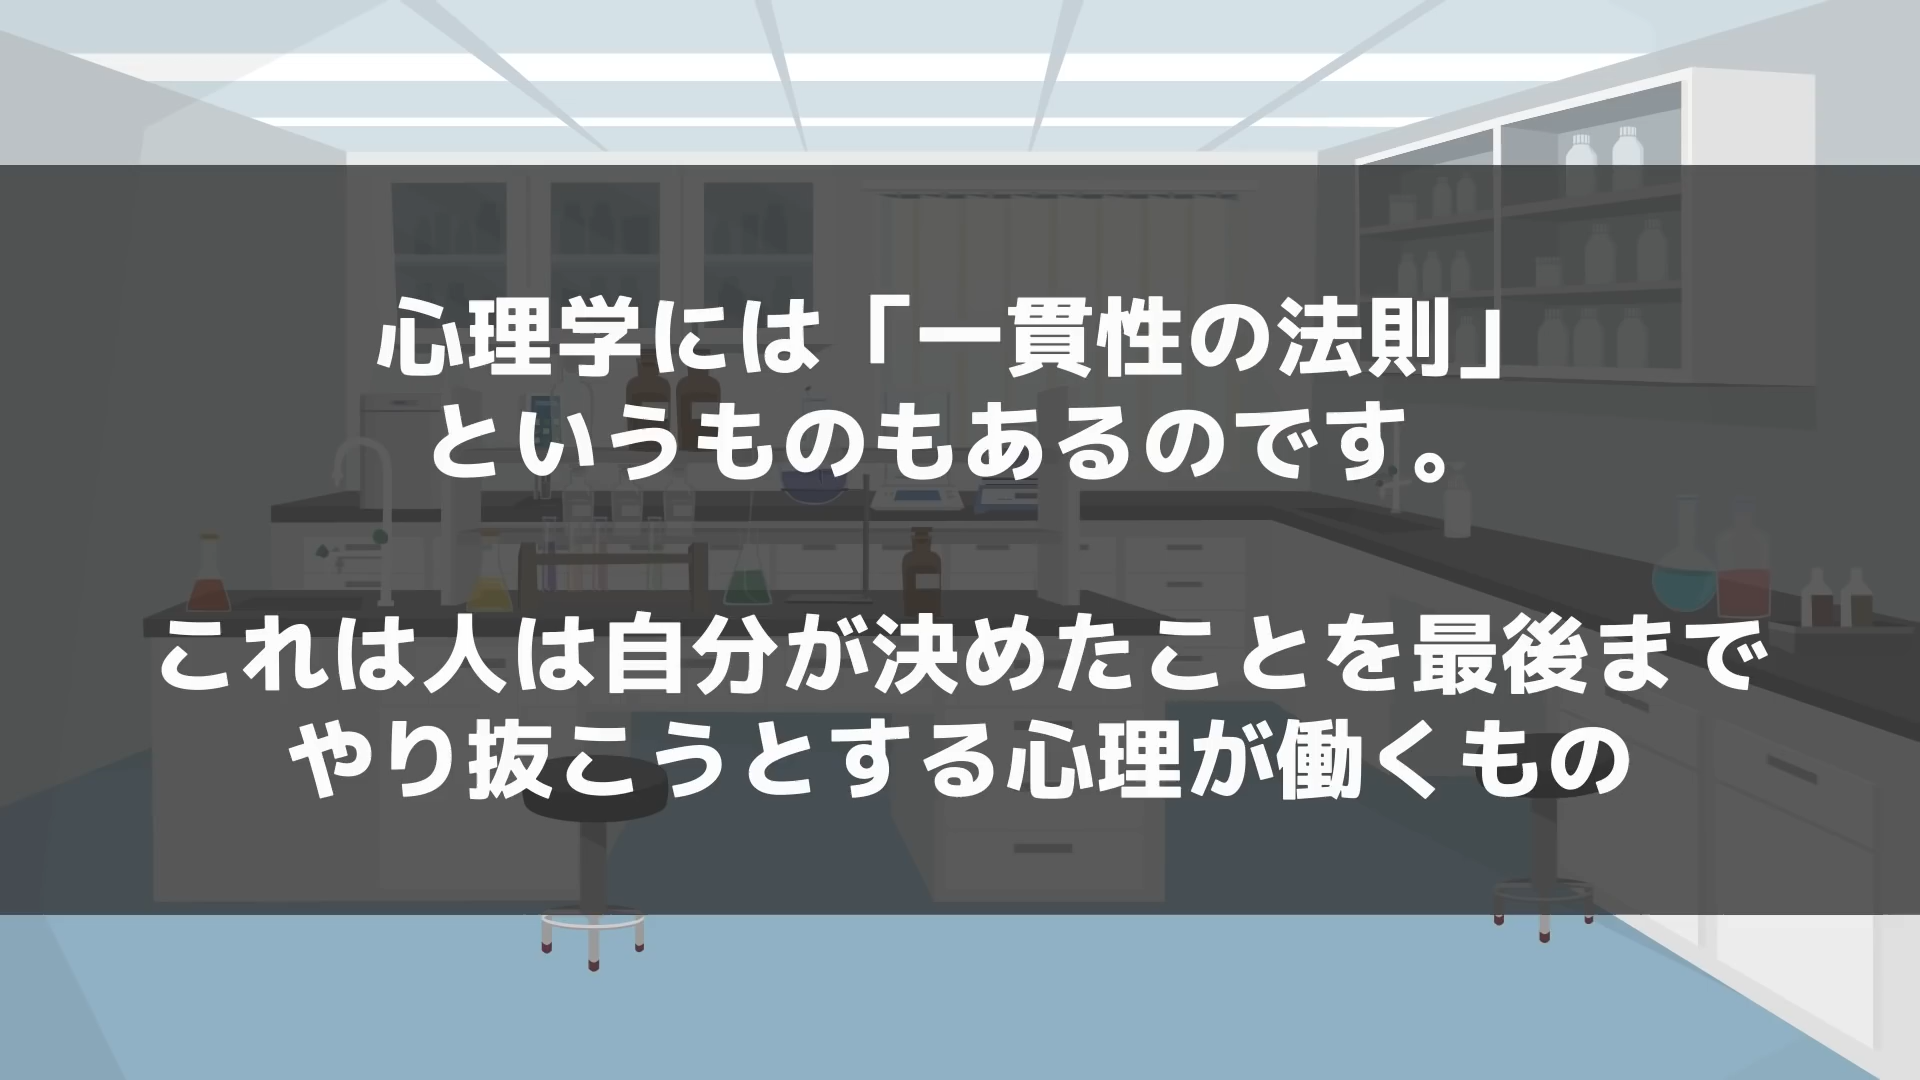 心理学には「一貫性の法則」
というものもあるのです。
これは人は自分が決めたことを最後まで
やり抜こうとする心理が働くもの